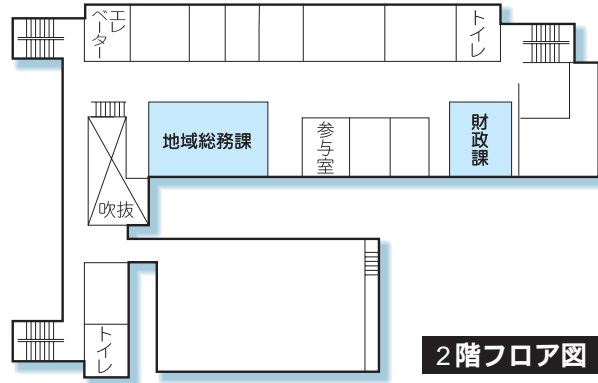 エレベーター
トイレ
地域総務課
参与室
財政課
吹抜
トイレ
2階フロア図